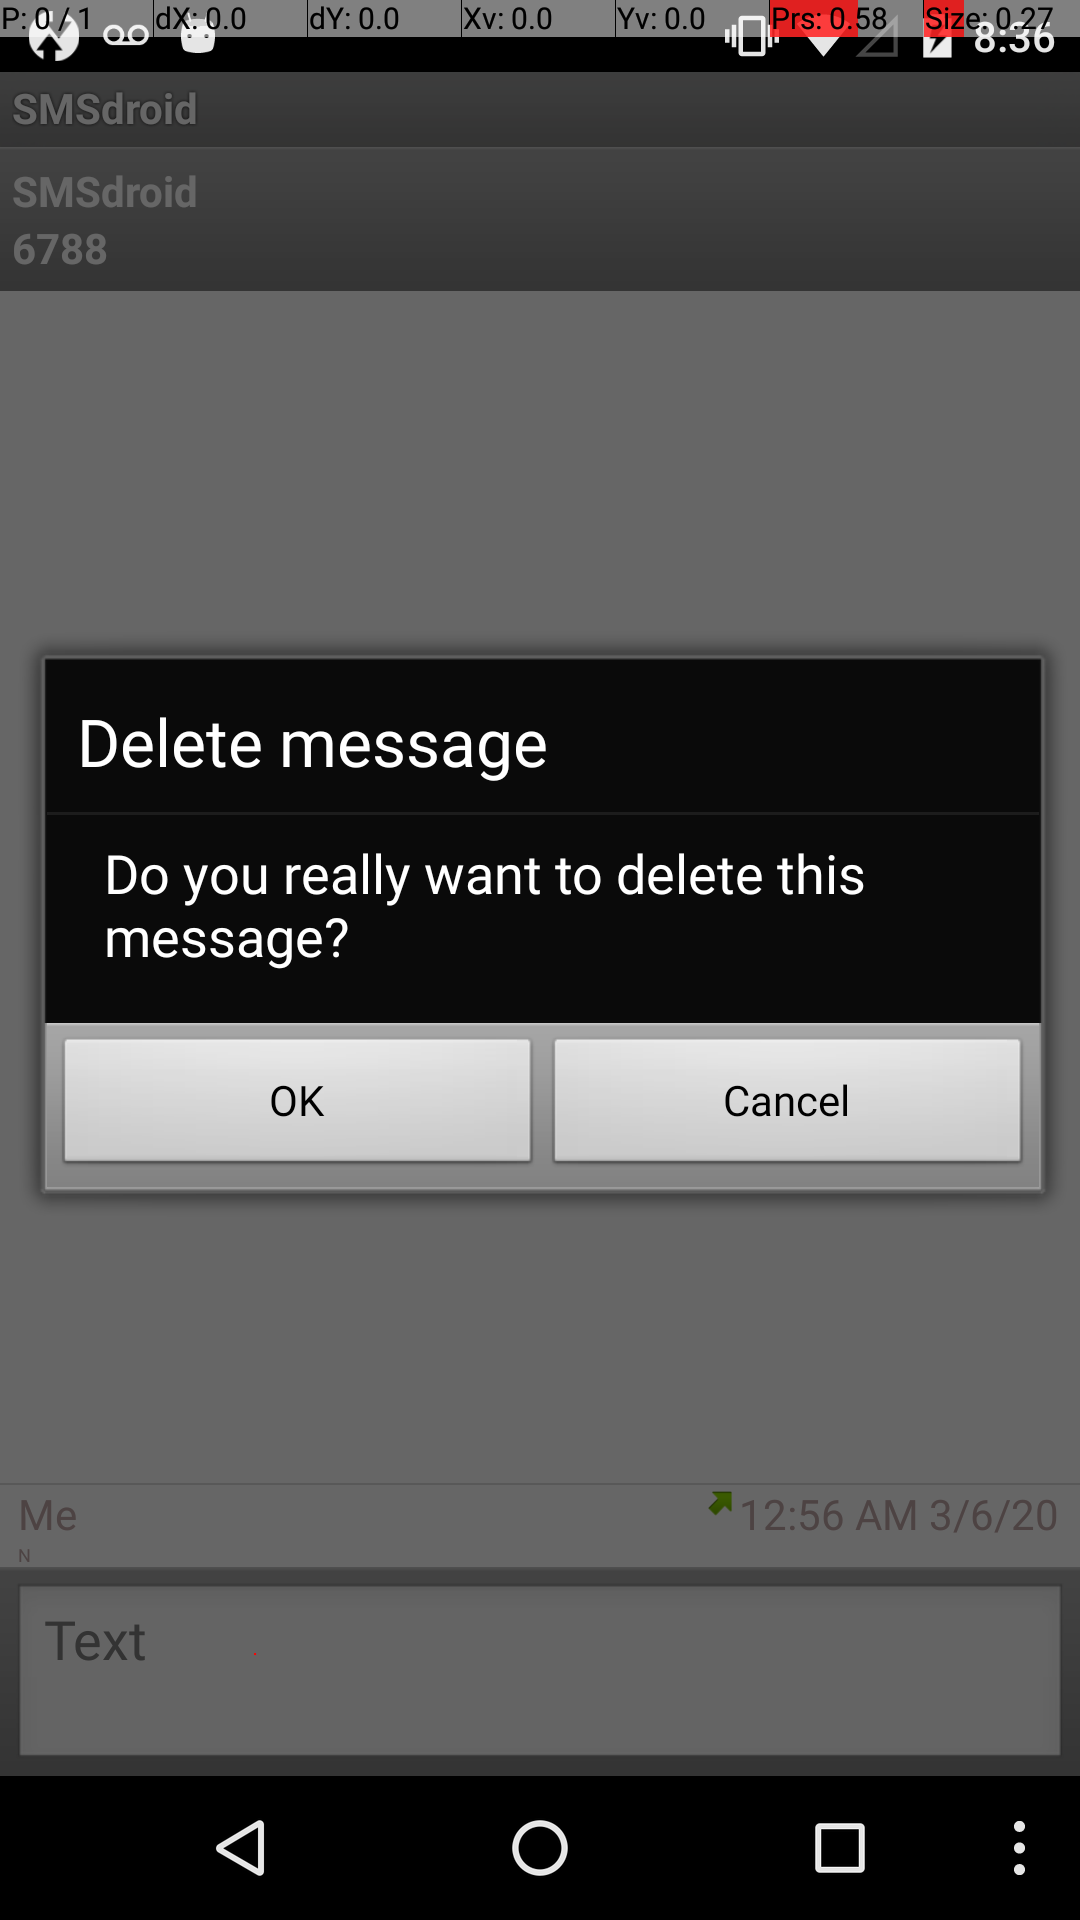 P: 0 / 1 dX: 0.0 dY: 0.0 Xv: 0.0 Yv: 0.0 Prs: 0.58 Size: 0.27
8:36
SMSdroid
SMSdroid
6788
Delete message
Do you really want to delete this
message?
OK Cancel
Me 12:56 AM 3/6/20
N
Text